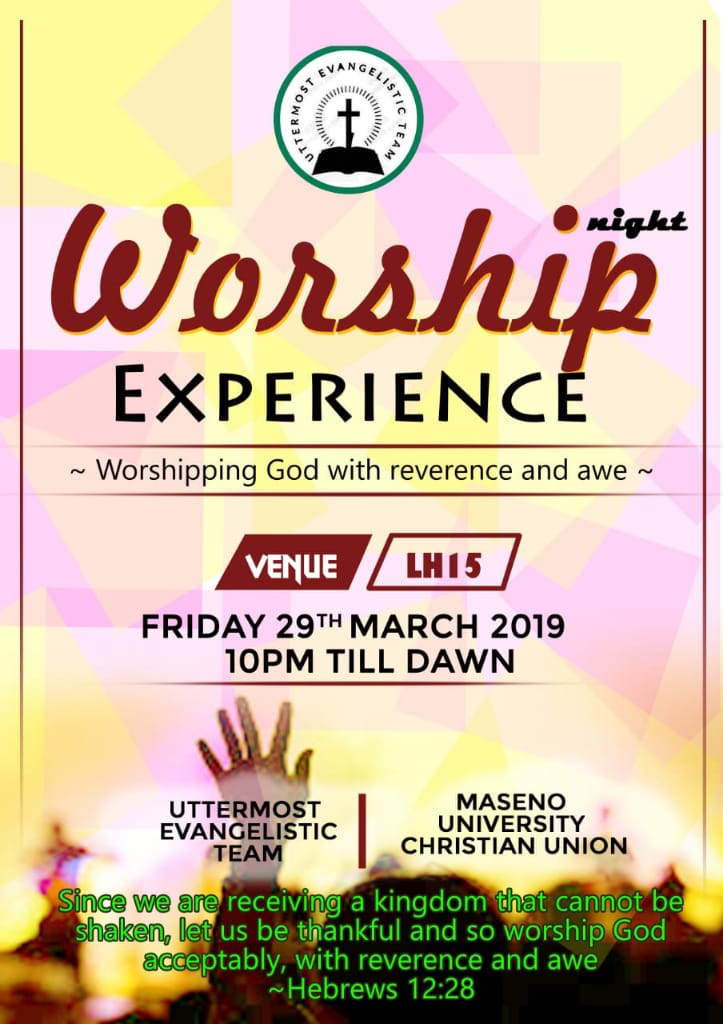 UTTERMOST EVANGELISTIC TEAM
Worship night
EXPERIENCE
~ Worshipping God with reverence and awe ~
VENUE LH15
FRIDAY 29TH MARCH 2019
10PM TILL DAWN
UTTERMOST
EVANGELISTIC
TEAM
MASENO
UNIVERSITY
CHRISTIAN UNION
Since we are receiving a kingdom that cannot be
shaken, let us be thankful and so worship God
acceptably, with reverence and awe
~Hebrews 12:28